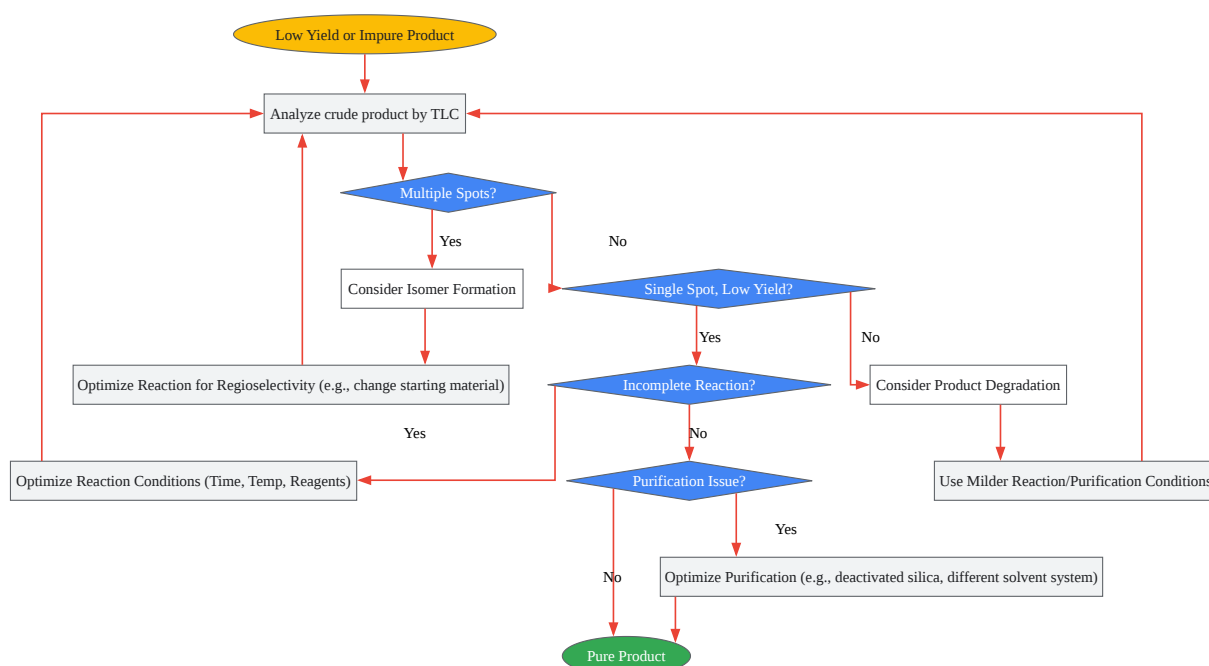 Low Yield or Impure Product
Analyze crude product by TLC
Multiple Spots?
Yes
No
Consider Isomer Formation
Single Spot, Low Yield?
Yes
No
Optimize Reaction for Regioselectivity (e.g., change starting material)
Incomplete Reaction?
Consider Product Degradation
Yes
No
Optimize Reaction Conditions (Time, Temp, Reagents)
Purification Issue?
Use Milder Reaction/Purification Conditions
Yes
No
Optimize Purification (e.g., deactivated silica, different solvent system)
Pure Product